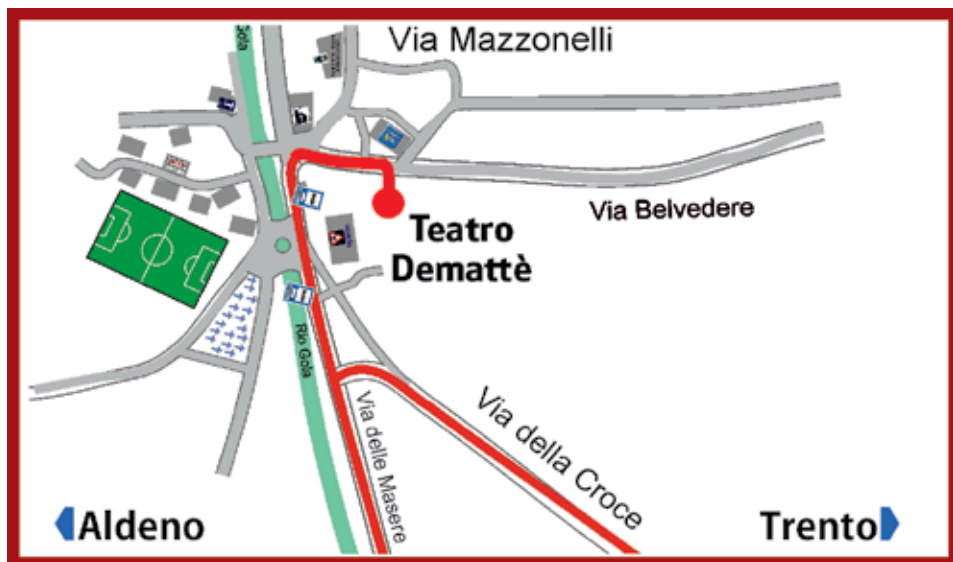 Gola
Via Mazzonelli
Via Belvedere
Teatro
Demattè
Rio Gola
Via delle Masere
Via della Croce
Aldeno
Trento